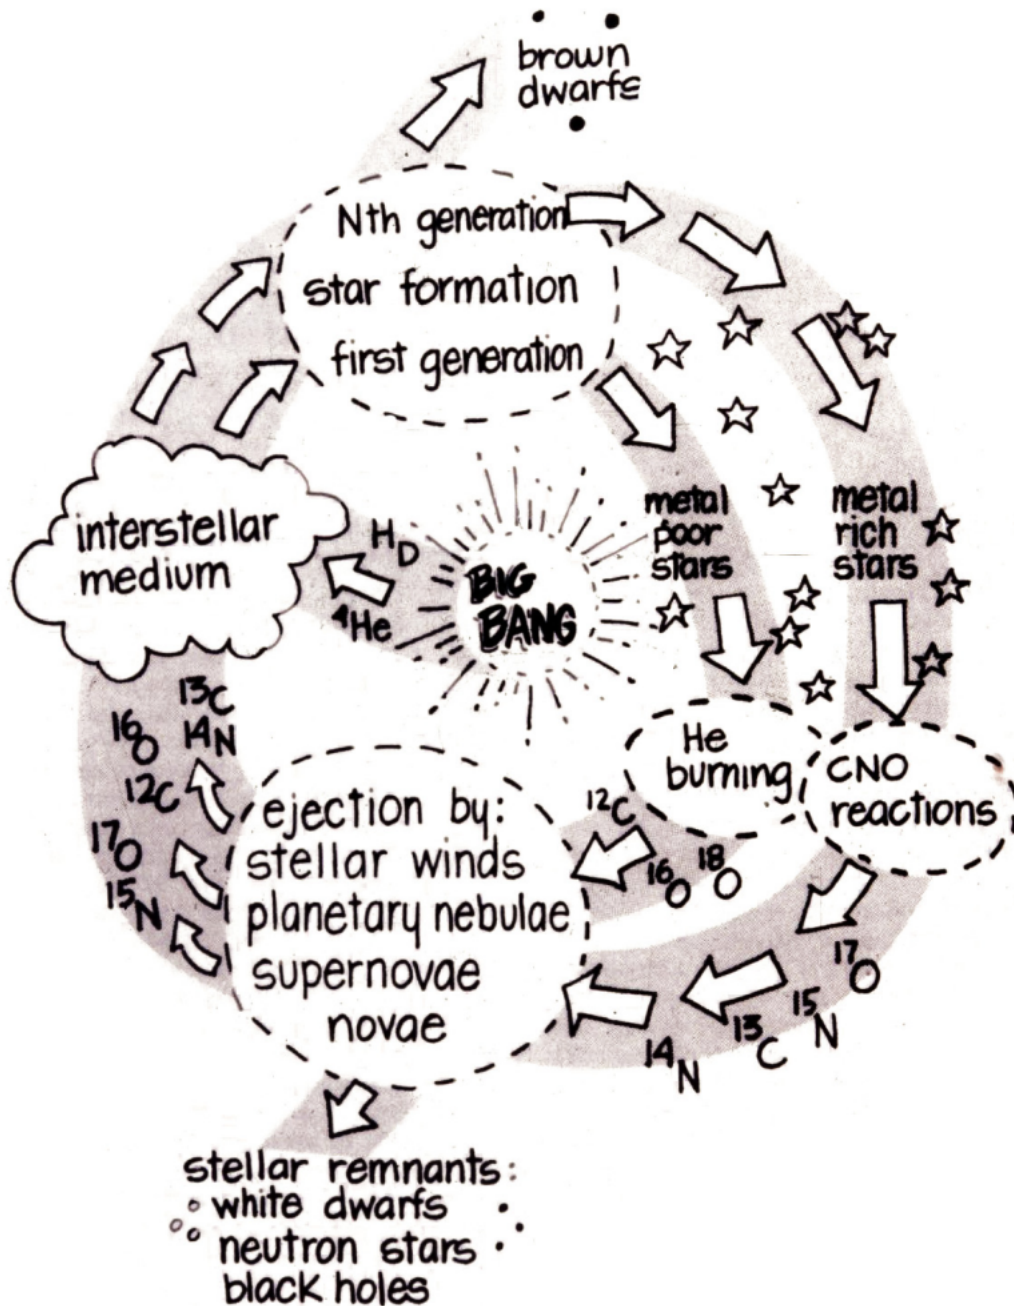 brown
dwarfs
Nth generation
star formation
first generation
interstellar
medium
H
D
⁴He
BIG
BANG
metal
poor
stars
metal
rich
stars
He
burning
CNO
reactions
¹²C
¹⁶O
¹⁸O
¹⁷O
¹⁵N
¹³C
¹⁴N
ejection by:
stellar winds
planetary nebulae
supernovae
novae
¹³C
¹⁶O
¹⁴N
¹²C
¹⁷O
¹⁵N
stellar remnants:
white dwarfs
neutron stars
black holes